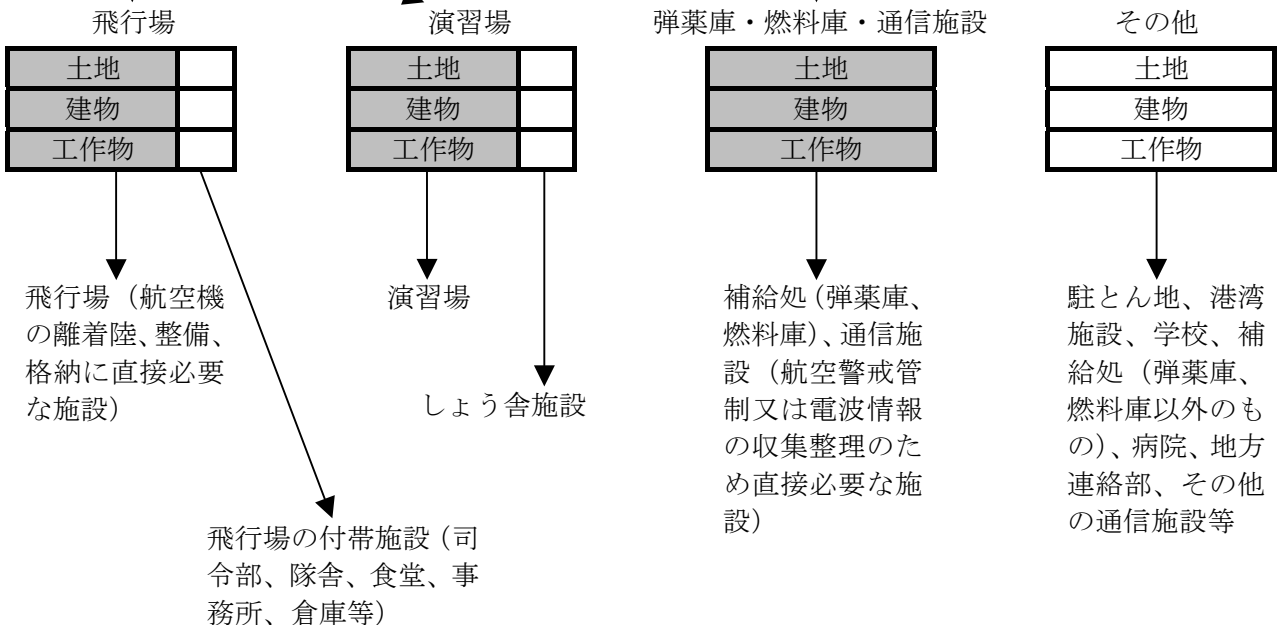 飛行場
演習場
弾薬庫・燃料庫・通信施設
その他
土地
建物
工作物
土地
建物
工作物
土地
建物
工作物
土地
建物
工作物
飛行場（航空機
の離着陸、整備、
格納に直接必要
な施設）
飛行場の付帯施設（司
令部、隊舎、食堂、事
務所、倉庫等）
演習場
しょう舎施設
補給処（弾薬庫、
燃料庫）、通信施
設（航空警戒管
制又は電波情報
の収集整理のた
め直接必要な施
設）
駐とん地、港湾
施設、学校、補
給処（弾薬庫、
燃料庫以外のも
の）、病院、地方
連絡部、その他
の通信施設等